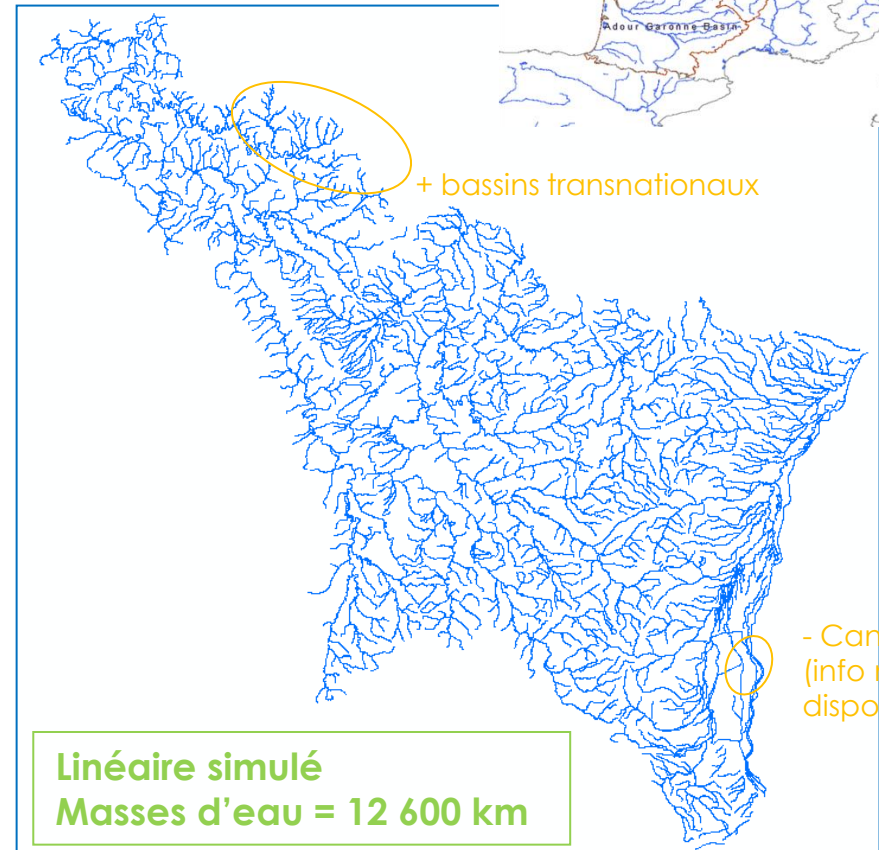 Adour Garonne Basin
+ bassins transnationaux
- Can
(info
dispo
Linéaire simulé
Masses d'eau = 12 600 km